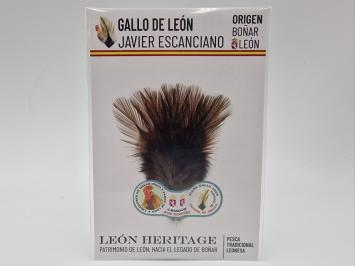 GALLO DE LEÓN
JAVIER ESCANCIANO
ORIGEN
BOÑAR
LEÓN
LEÓN HERITAGE
PATRIMONIO DE LEÓN, HACIA EL LEGADO DE BOÑAR
PESCA
TRADICIONAL
LEONESA